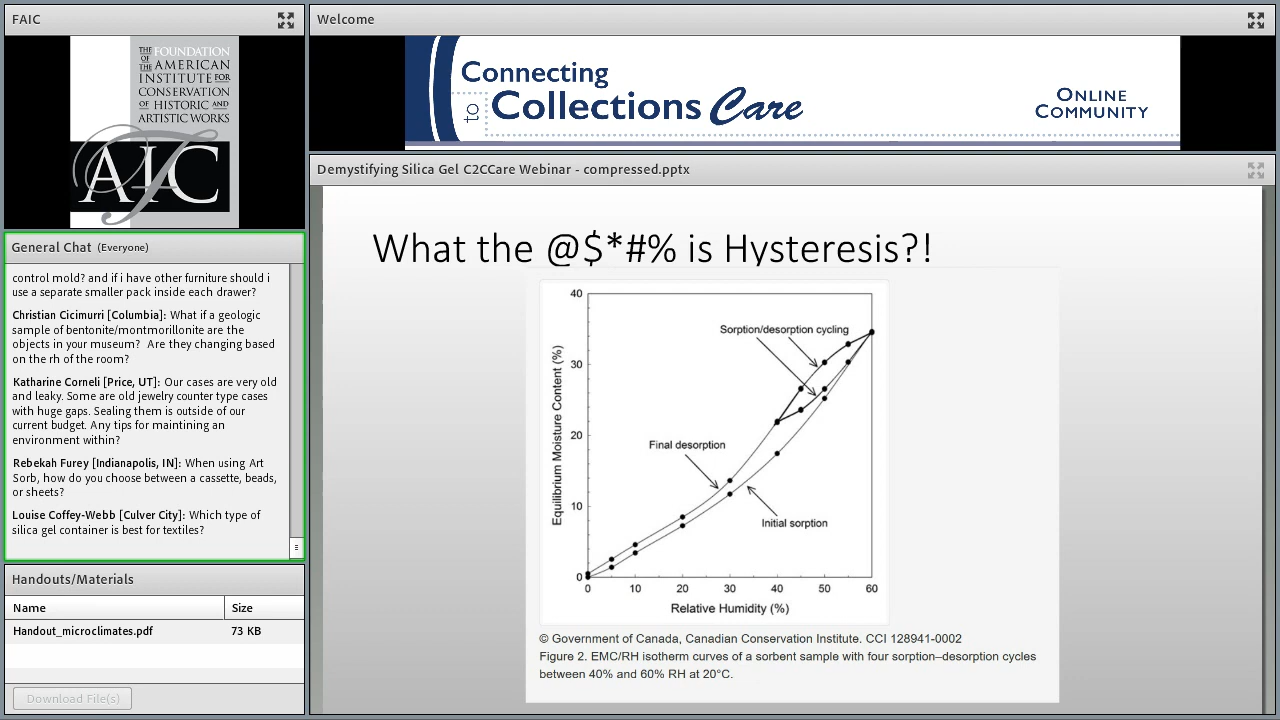 FAIC
THE FOUNDATION
OF THE AMERICAN
INSTITUTE FOR
CONSERVATION
OF HISTORIC AND
ARTISTIC WORKS
AIC
Welcome
Connecting
to Collections Care
ONLINE
COMMUNITY
General Chat (Everyone)
control mold? and if i have other furniture should i
use a separate smaller pack inside each drawer?
Christian Cicimurri [Columbia]: What if a geologic
sample of bentonite/montmorillonite are the
objects in your museum? Are they changing based
on the rh of the room?
Katharine Corneli [Price, UT]: Our cases are very old
and leaky. Some are old jewelry counter type cases
with huge gaps. Sealing them is outside of our
current budget. Any tips for maintining an
environment within?
Rebekah Furey [Indianapolis, IN]: When using Art
Sorb, how do you choose between a cassette, beads,
or sheets?
Louise Coffey-Webb [Culver City]: Which type of
silica gel container is best for textiles?
Handouts/Materials
Name Size
Handout_microclimates.pdf 73 KB
Download File(s)
Demystifying Silica Gel C2CCare Webinar - compressed.pptx
What the @$*#% is Hysteresis?!
40
30
20
10
0
Equilibrium Moisture Content (%)
Sorption/desorption cycling
Final desorption
Initial sorption
0 10 20 30 40 50 60
Relative Humidity (%)
© Government of Canada, Canadian Conservation Institute. CCI 128941-0002
Figure 2. EMC/RH isotherm curves of a sorbent sample with four sorption–desorption cycles
between 40% and 60% RH at 20°C.